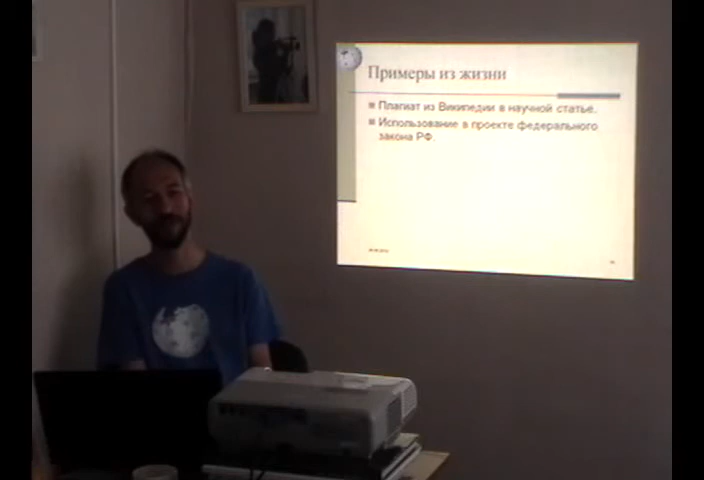 Примеры из жизни
Плагиат из Википедии в научной статье.
Использование в проекте федерального
закона РФ.